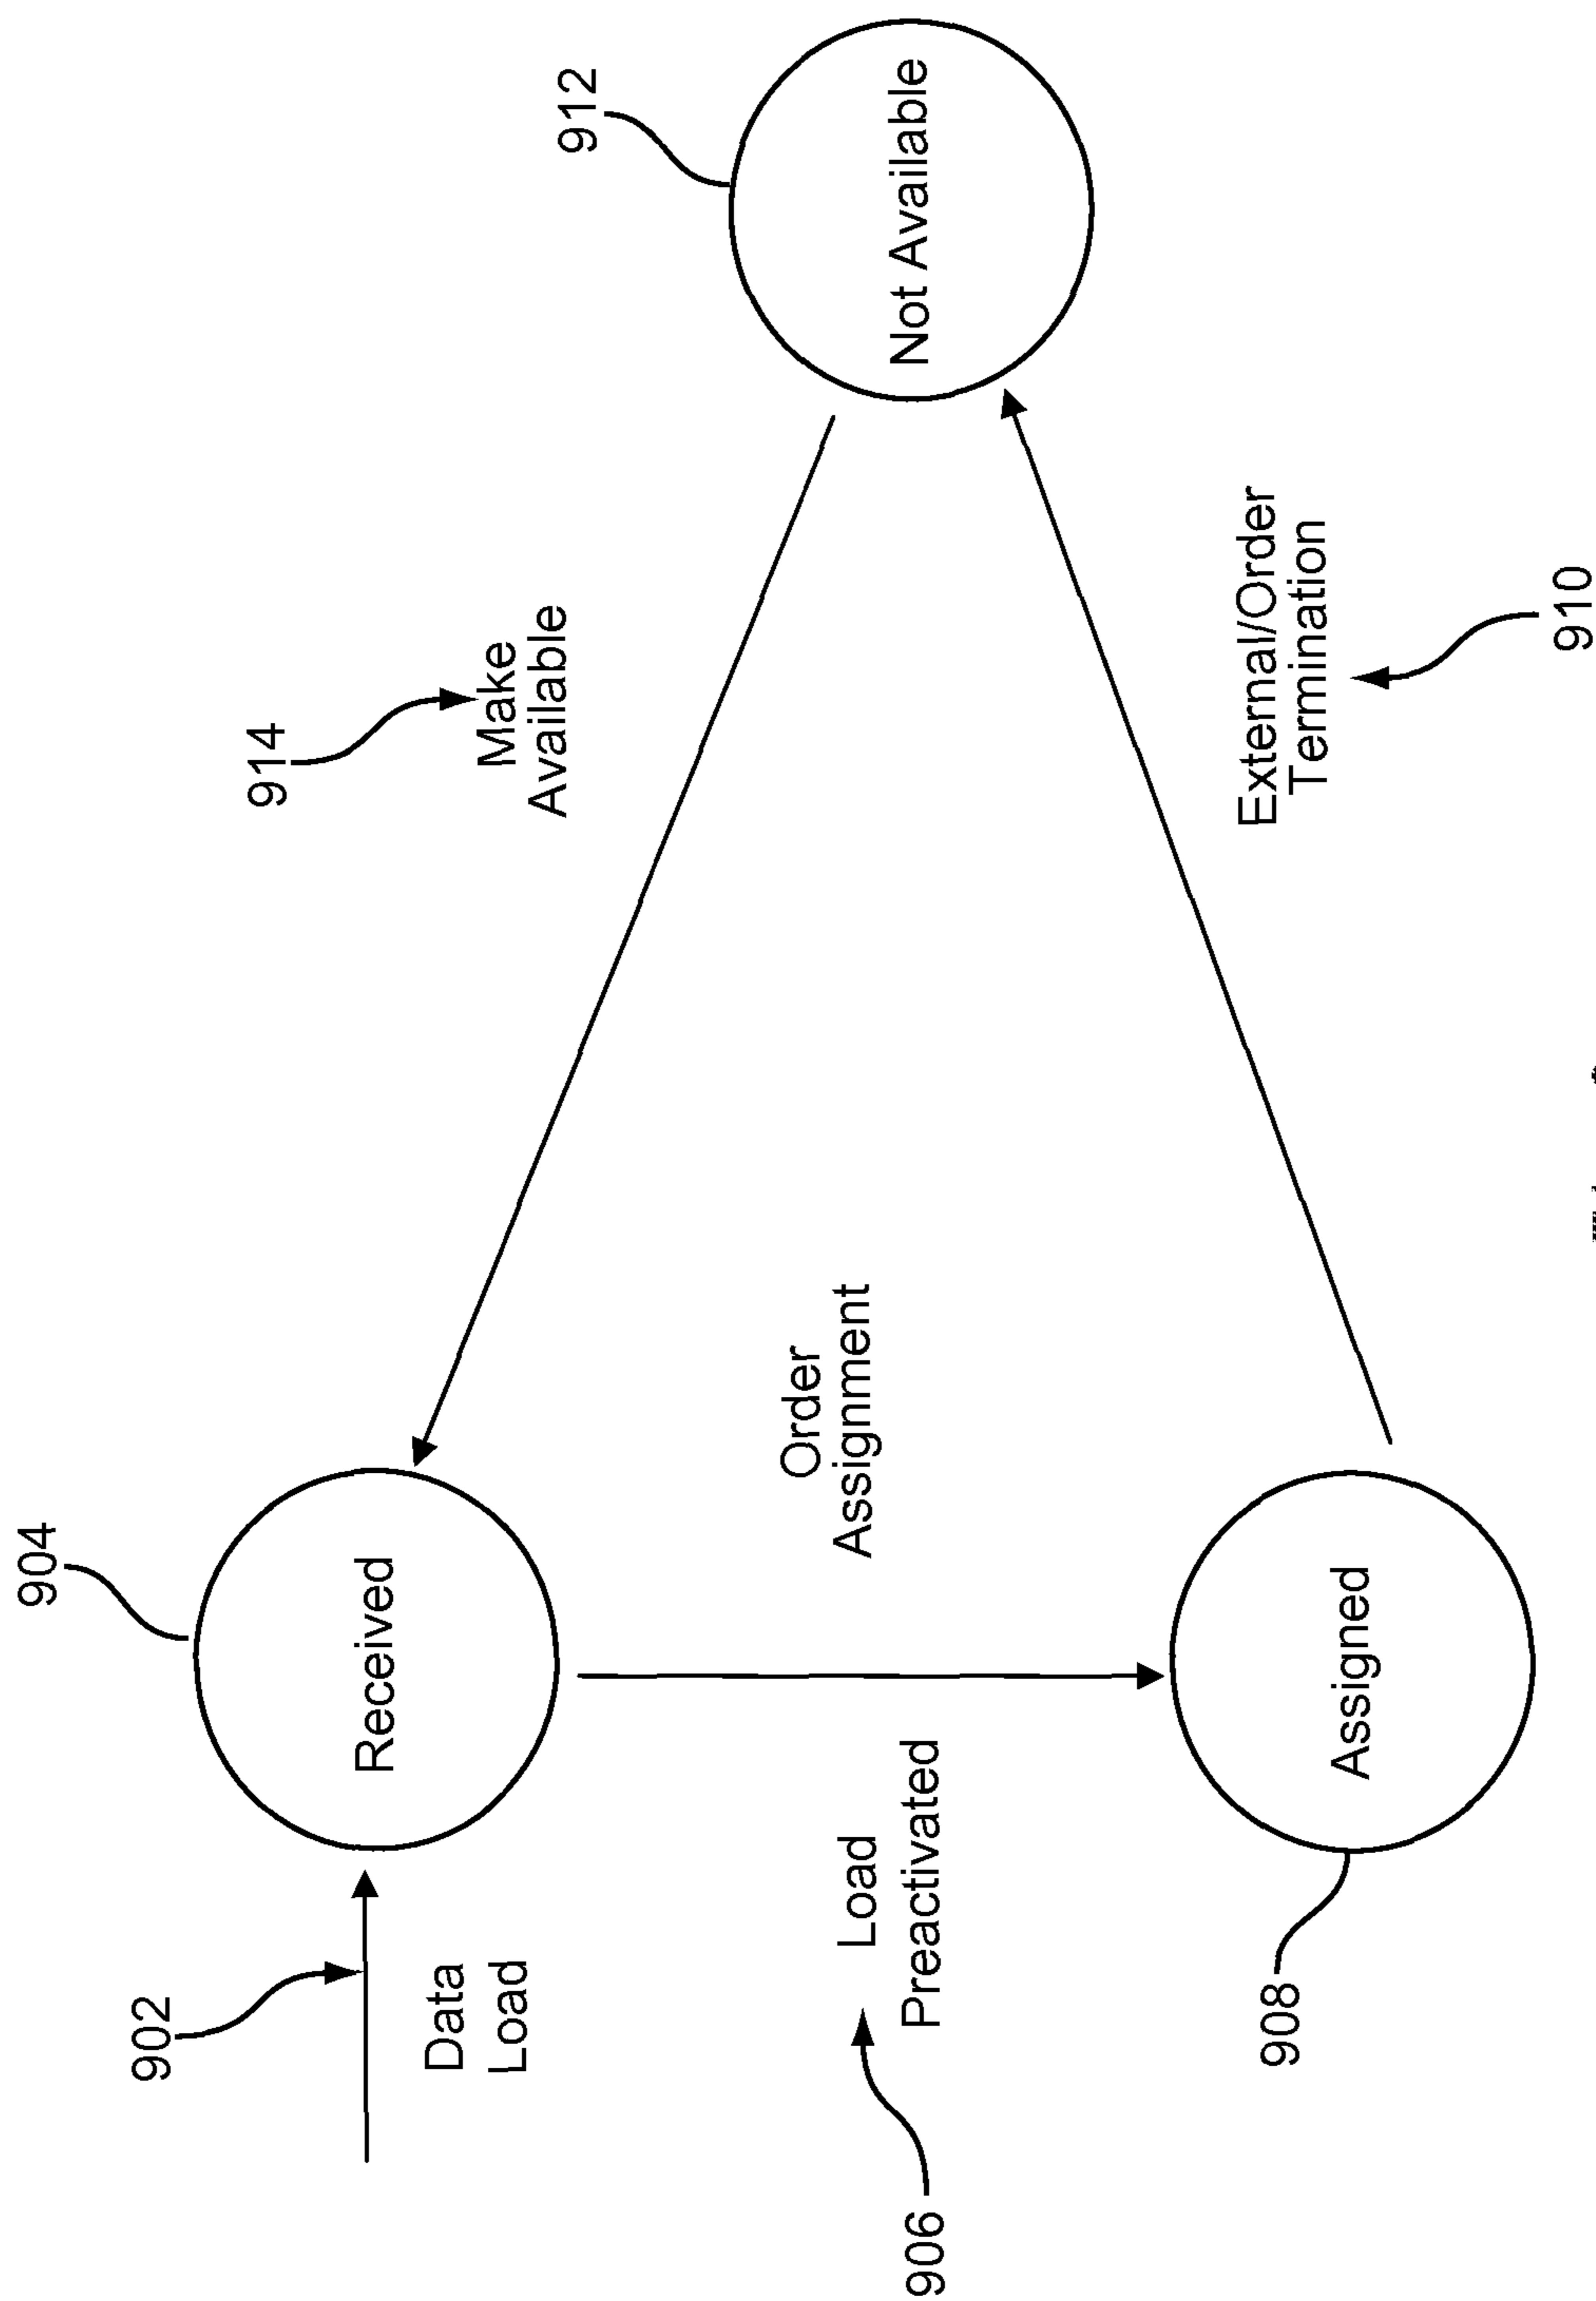 904
902
914
Received
Data
Load
Make
Available
912
Order
Assignment
Load
Preactivated
906
Not Available
External/Order
Termination
908
Assigned
910